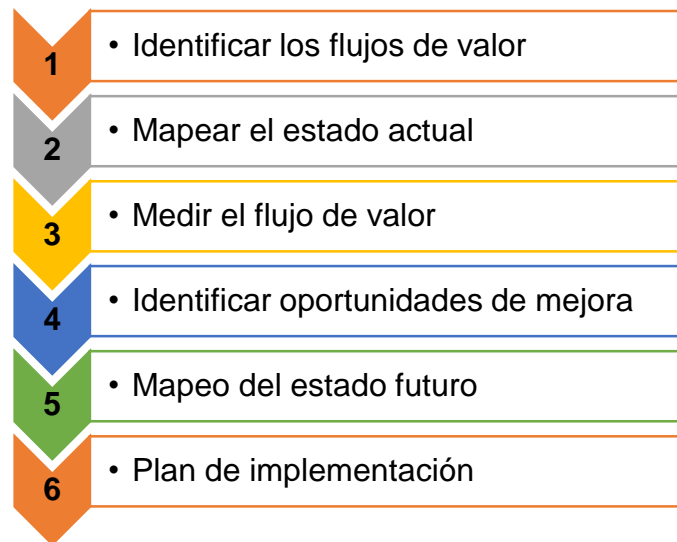 1
• Identificar los flujos de valor
2
• Mapear el estado actual
3
• Medir el flujo de valor
4
• Identificar oportunidades de mejora
5
• Mapeo del estado futuro
6
• Plan de implementación